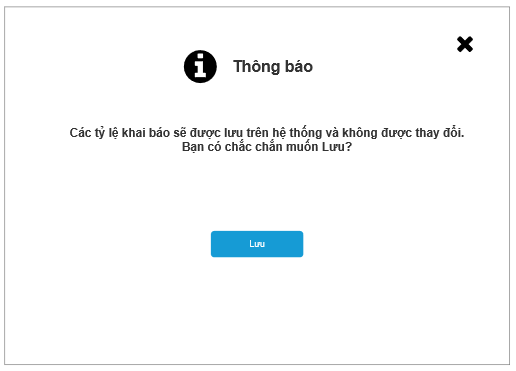 Thông báo
Các tỷ lệ khai báo sẽ được lưu trên hệ thống và không được thay đổi.
Bạn có chắc chắn muốn Lưu?
Lưu